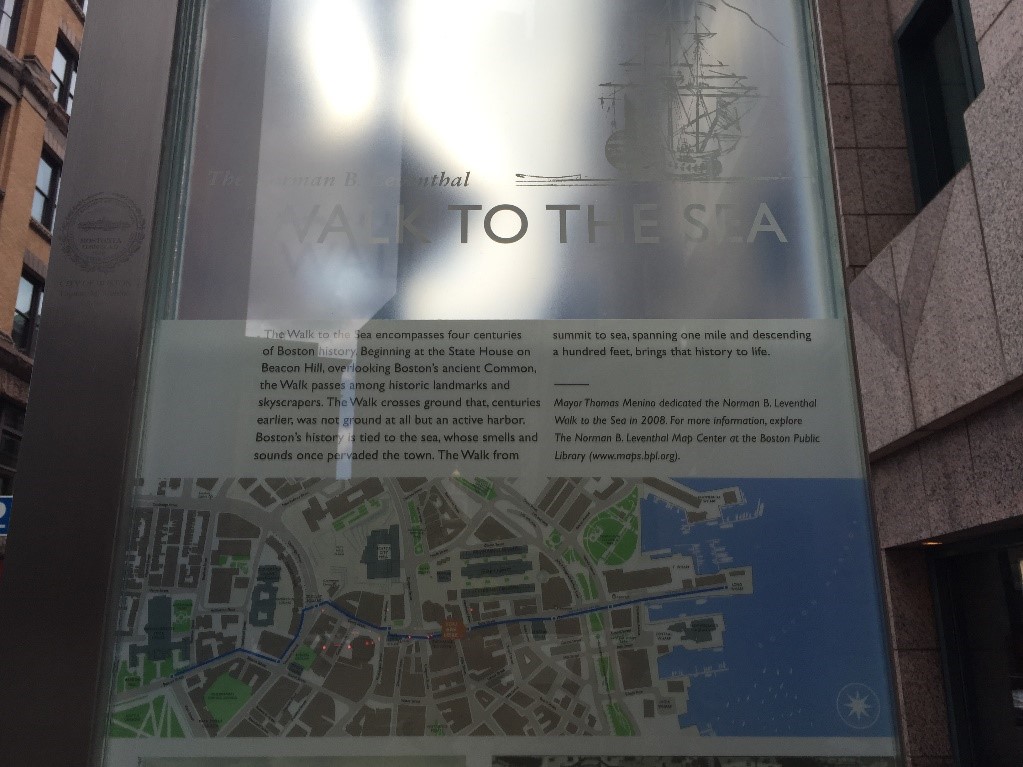 The Norman B. Leventhal
WALK TO THE SEA
The Walk to the Sea encompasses four centuries
of Boston history. Beginning at the State House on
Beacon Hill, overlooking Boston's ancient Common,
the Walk passes among historic landmarks and
skyscrapers. The Walk crosses ground that, centuries
earlier, was not ground at all but an active harbor.
Boston's history is tied to the sea, whose smells and
sounds once pervaded the town. The Walk from
summit to sea, spanning one mile and descending
a hundred feet, brings that history to life.
Mayor Thomas Menino dedicated the Norman B. Leventhal
Walk to the Sea in 2008. For more information, explore
The Norman B. Leventhal Map Center at the Boston Public
Library (www.maps.bpl.org).
2